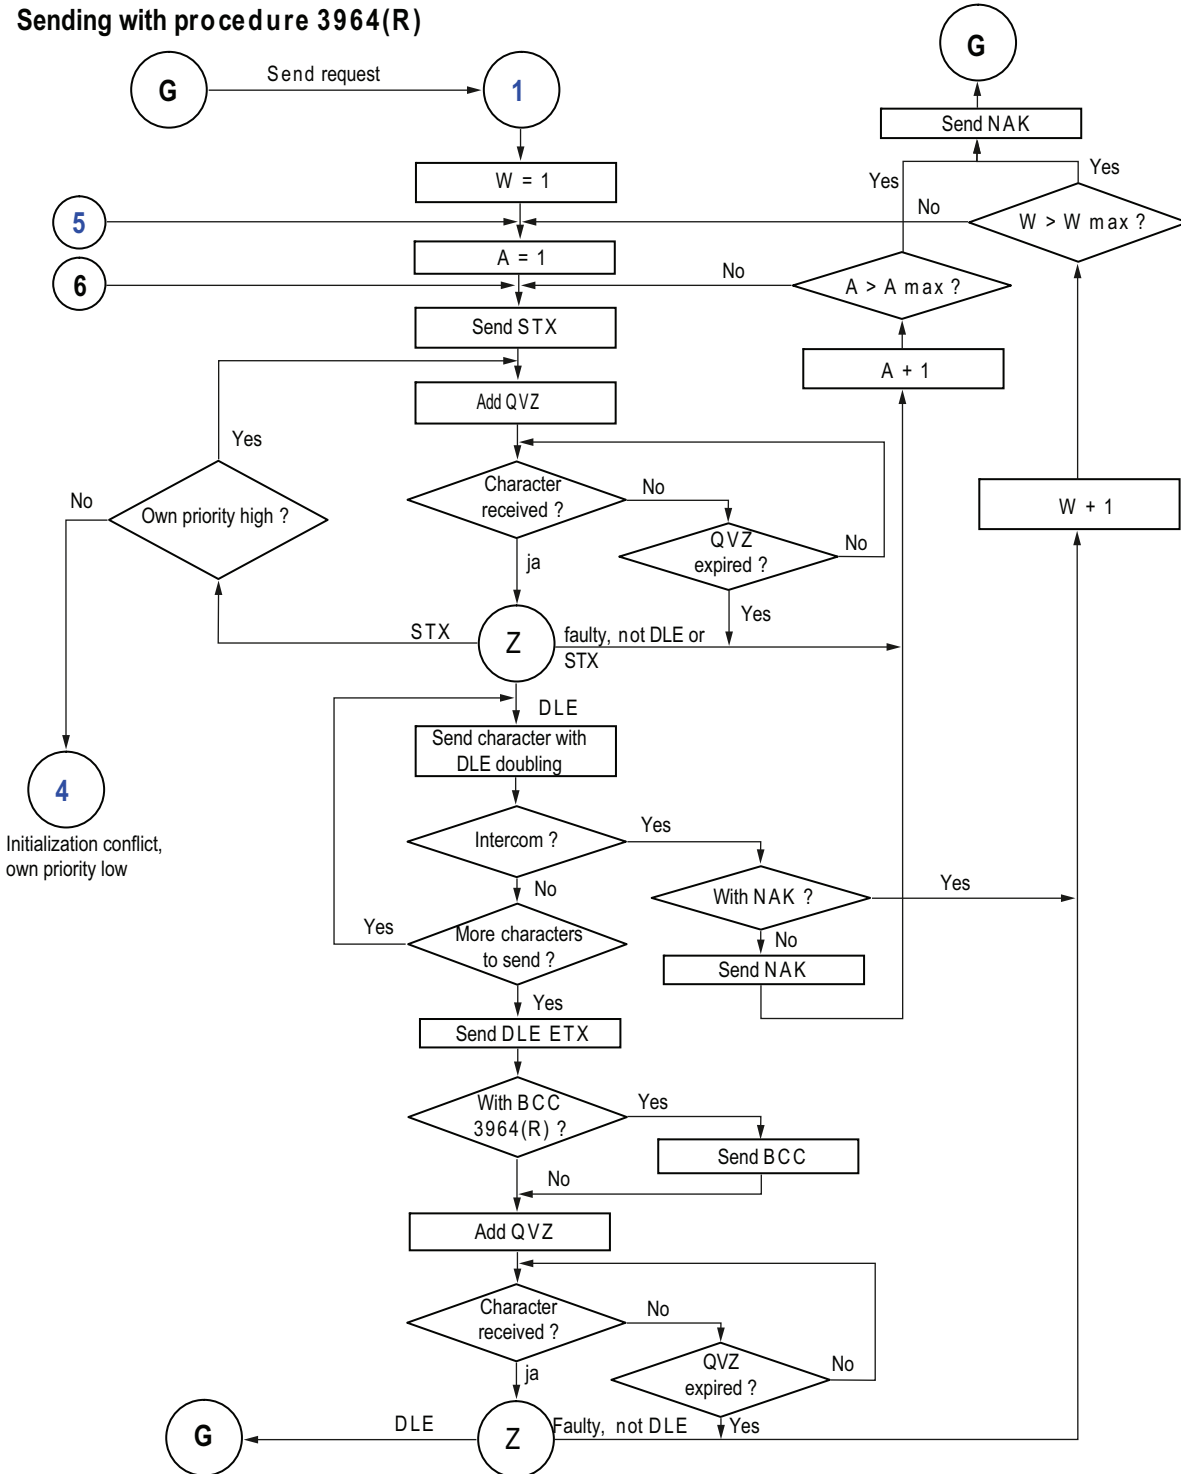 Sending with procedure 3964(R)
G
Send request
1
G
Send NAK
W = 1
Yes
Yes
5
No
W > W max ?
A = 1
6
No
A > A max ?
Send STX
A + 1
Add QVZ
Yes
Character
received ?
No
No
Own priority high ?
W + 1
QVZ
expired ?
No
ja
Yes
STX
Z
faulty, not DLE or
STX
DLE
Send character with
DLE doubling
4
Initialization conflict,
own priority low
Intercom ?
Yes
No
With NAK ?
Yes
Yes
More characters
to send ?
No
Send NAK
Yes
Send DLE ETX
With BCC
3964(R) ?
Yes
Send BCC
No
Add QVZ
Character
received ?
No
QVZ
expired ?
No
ja
G
DLE
Z
Faulty, not DLE
Yes